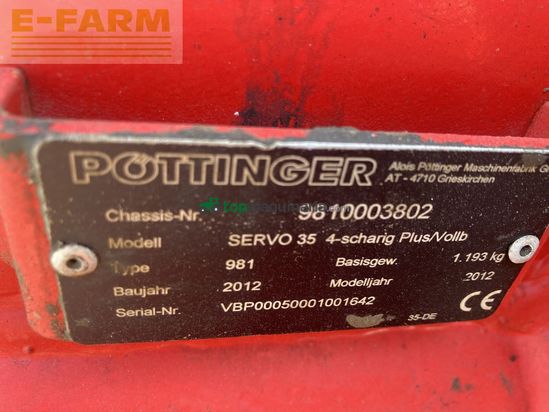 E-FARM
PÖTTINGER
Alois Pöttinger Maschinenfabrik G
AT - 4710 Grieskirchen
Chassis-Nr. 9810003802
Modell SERVO 35 4-scharig Plus/Vollb
Type 981 Basisgew. 1.193 kg
Baujahr 2012 Modelljahr 2012
Serial-Nr. VBP00050001001642
35-DE CE